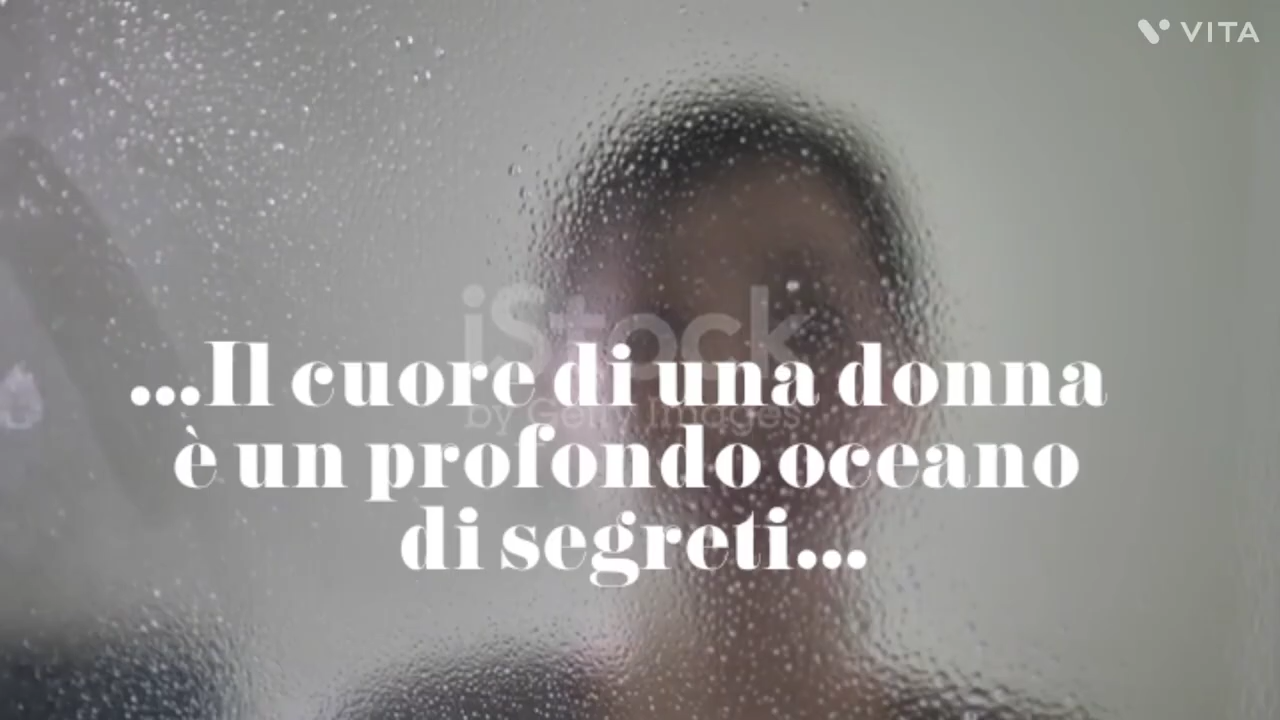 VITA
iStock
by Getty Images
...Il cuore di una donna
è un profondo oceano
di segreti...